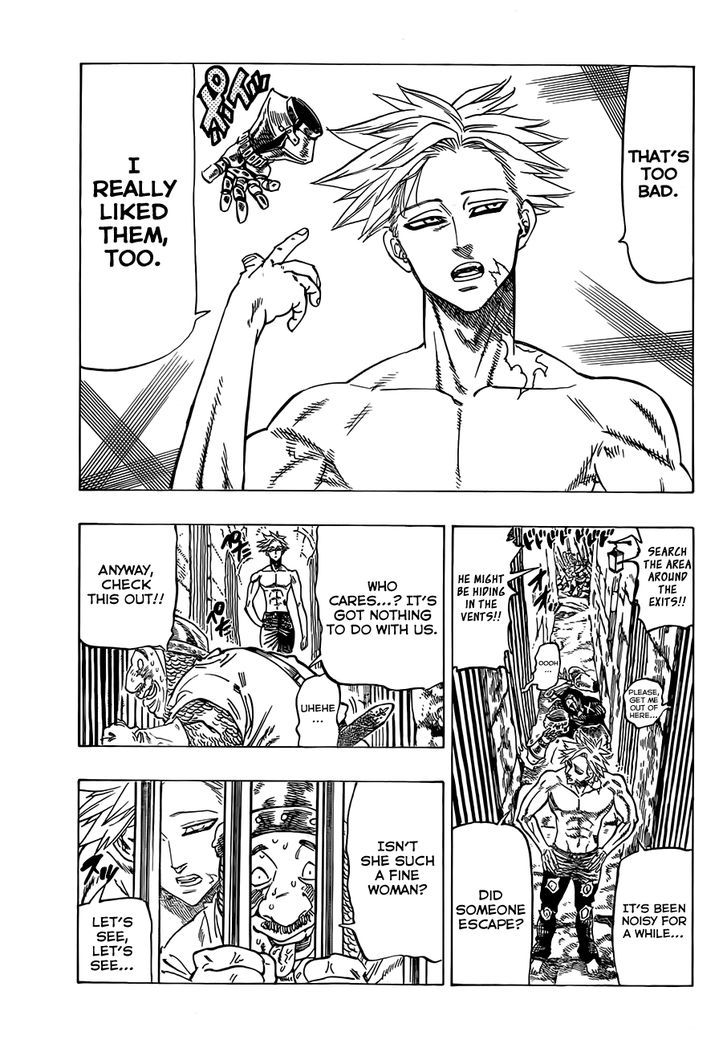 THAT'S
TOO
BAD.
I
REALLY
LIKED
THEM,
TOO.
ポイッ
SEARCH
THE AREA
AROUND
THE
EXITS!!
HE MIGHT
BE HIDING
IN THE
VENTS!!
OOOH
PLEASE,
GET ME
OUT OF
HERE...
IT'S BEEN
NOISY FOR
A WHILE...
DID
SOMEONE
ESCAPE?
WHO
CARES...? IT'S
GOT NOTHING
TO DO WITH US.
UHEHE
...
ANYWAY,
CHECK
THIS OUT!!
ISN'T
SHE SUCH
A FINE
WOMAN?
LET'S
SEE,
LET'S
SEE...